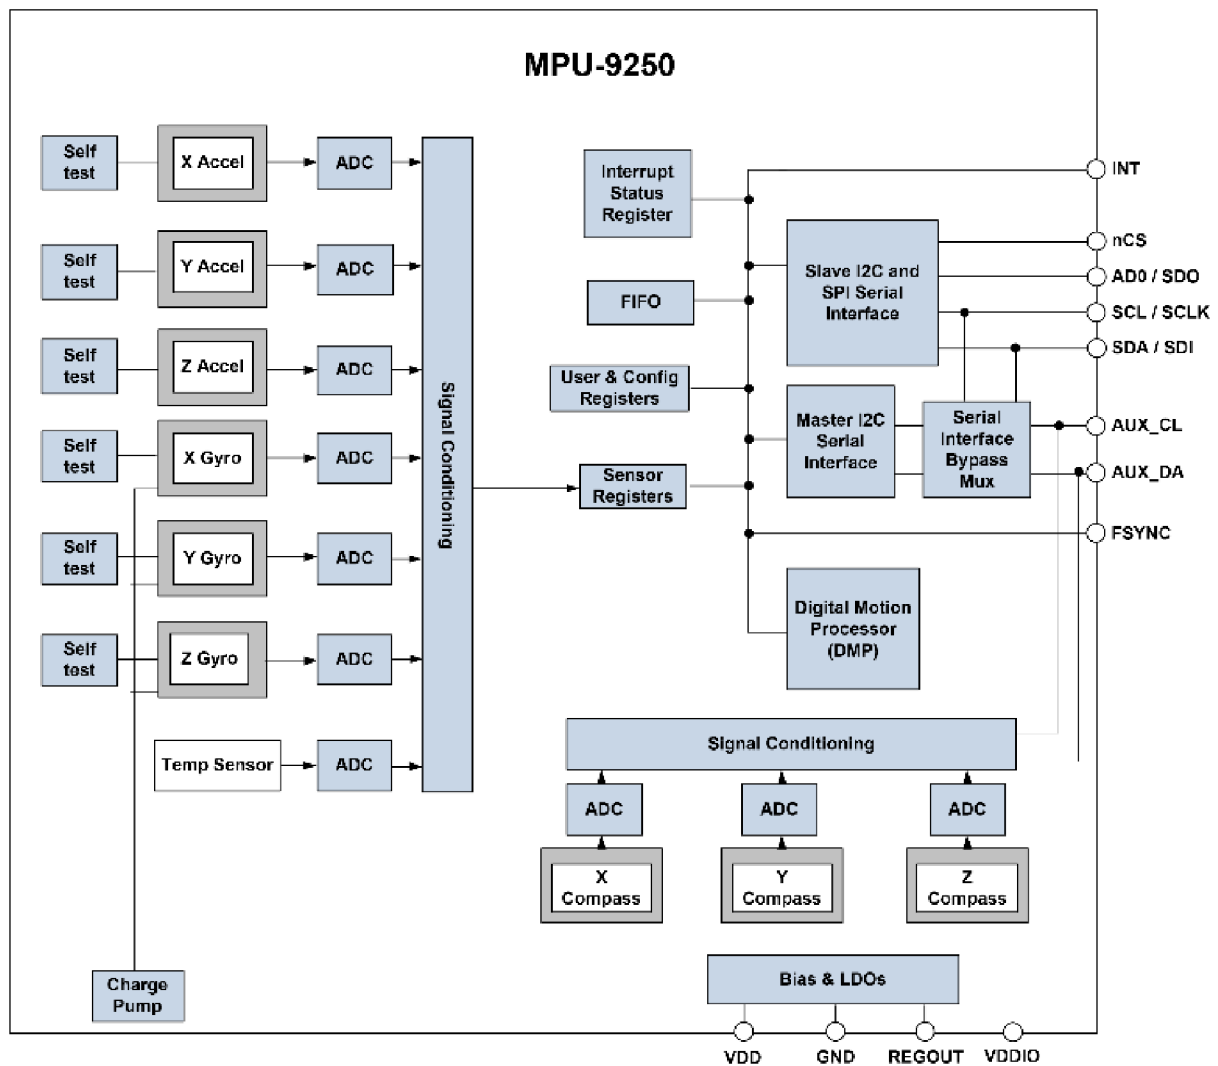 MPU-9250
Self
test
X Accel
ADC
Self
test
Y Accel
ADC
Self
test
Z Accel
ADC
Self
test
X Gyro
ADC
Self
test
Y Gyro
ADC
Self
test
Z Gyro
ADC
Temp Sensor
ADC
Signal Conditioning
Charge
Pump
Interrupt
Status
Register
FIFO
User & Config
Registers
Sensor
Registers
Slave I2C and
SPI Serial
Interface
Master I2C
Serial
Interface
Serial
Interface
Bypass
Mux
Digital Motion
Processor
(DMP)
INT
nCS
AD0 / SDO
SCL / SCLK
SDA / SDI
AUX_CL
AUX_DA
FSYNC
Signal Conditioning
ADC
ADC
ADC
X
Compass
Y
Compass
Z
Compass
Bias & LDOs
VDD
GND
REGOUT
VDDIO